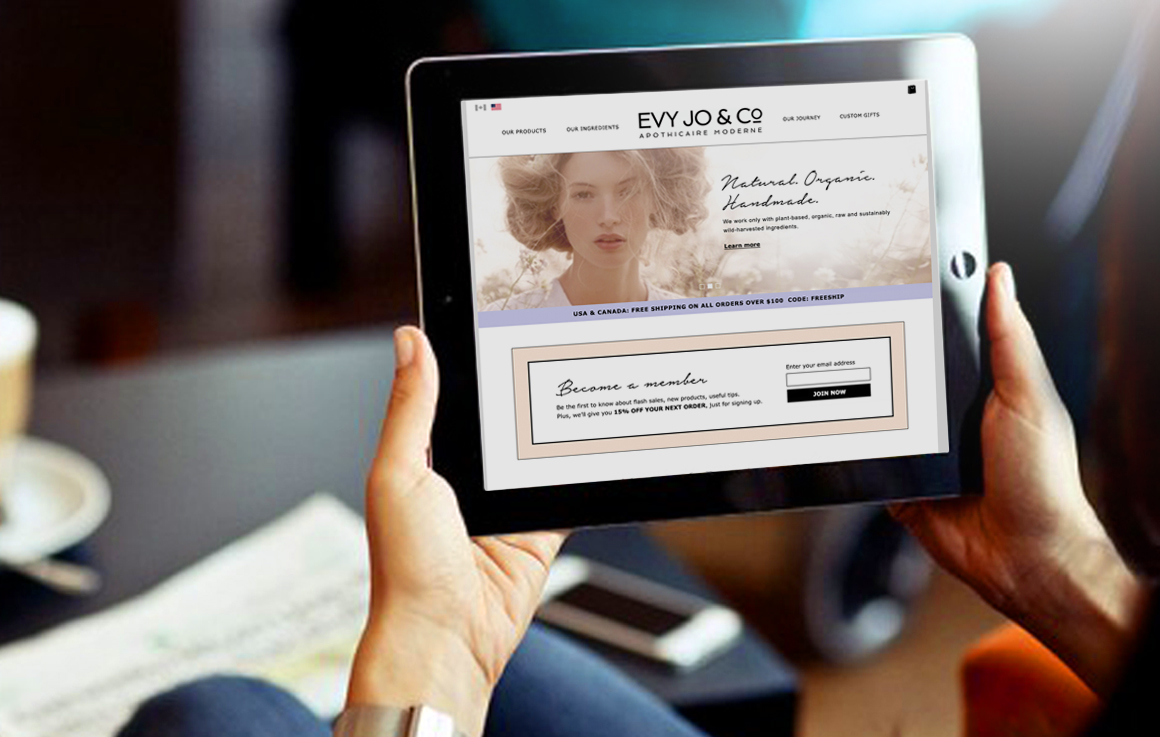 OUR PRODUCTS
OUR INGREDIENTS
EVY JO & Co
APOTHICAIRE MODERNE
OUR JOURNEY
CUSTOM GIFTS
Natural. Organic.
Handmade.
We work only with plant-based, organic, raw and sustainably
wild-harvested ingredients.
Learn more
USA & CANADA: FREE SHIPPING ON ALL ORDERS OVER $100 CODE: FREESHIP
Become a member
Be the first to know about flash sales, new products, useful tips.
Plus, we'll give you 15% OFF YOUR NEXT ORDER, just for signing up.
Enter your email address
JOIN NOW